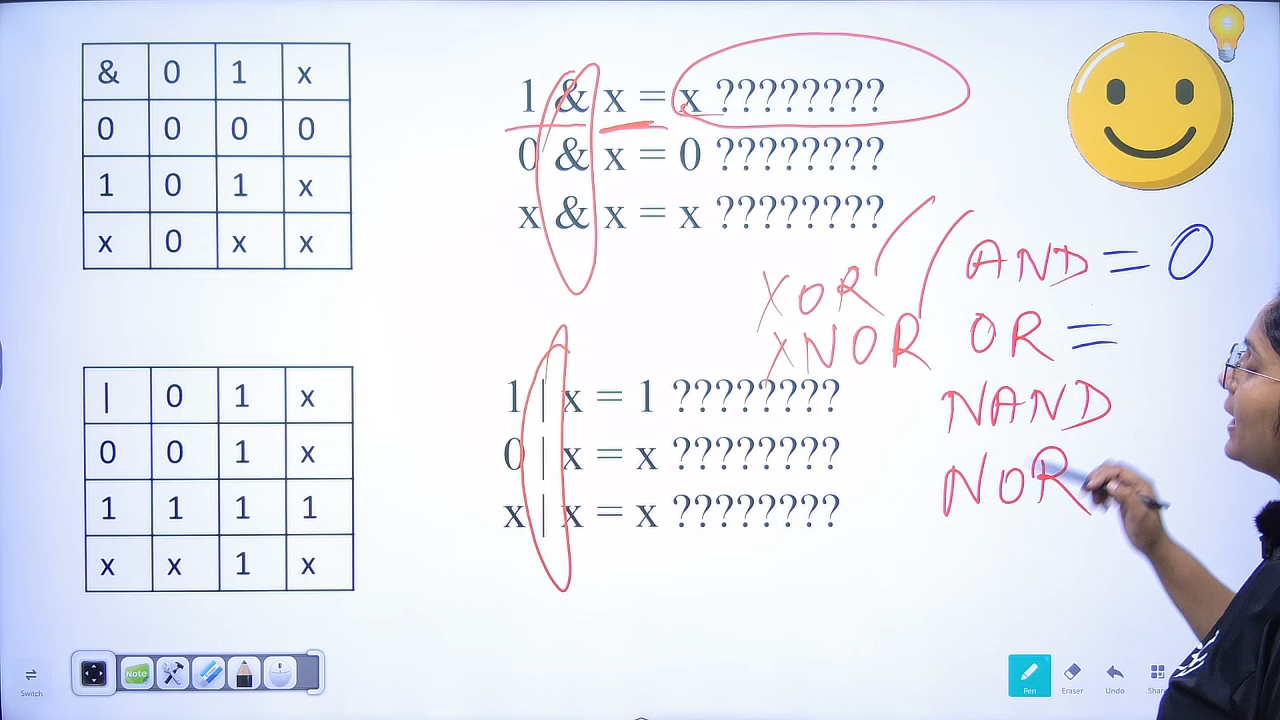 & 0 1 x
0 0 0 0
1 0 1 x
x 0 x x
1 & x = x ????????
0 & x = 0 ????????
x & x = x ????????
XOR
XNOR
AND = 0
OR =
NAND
NOR
| 0 1 x
0 0 1 x
1 1 1 1
x x 1 x
1 | x = 1 ????????
0 | x = x ????????
x | x = x ????????
Switch
Note
Pen
Eraser
Undo